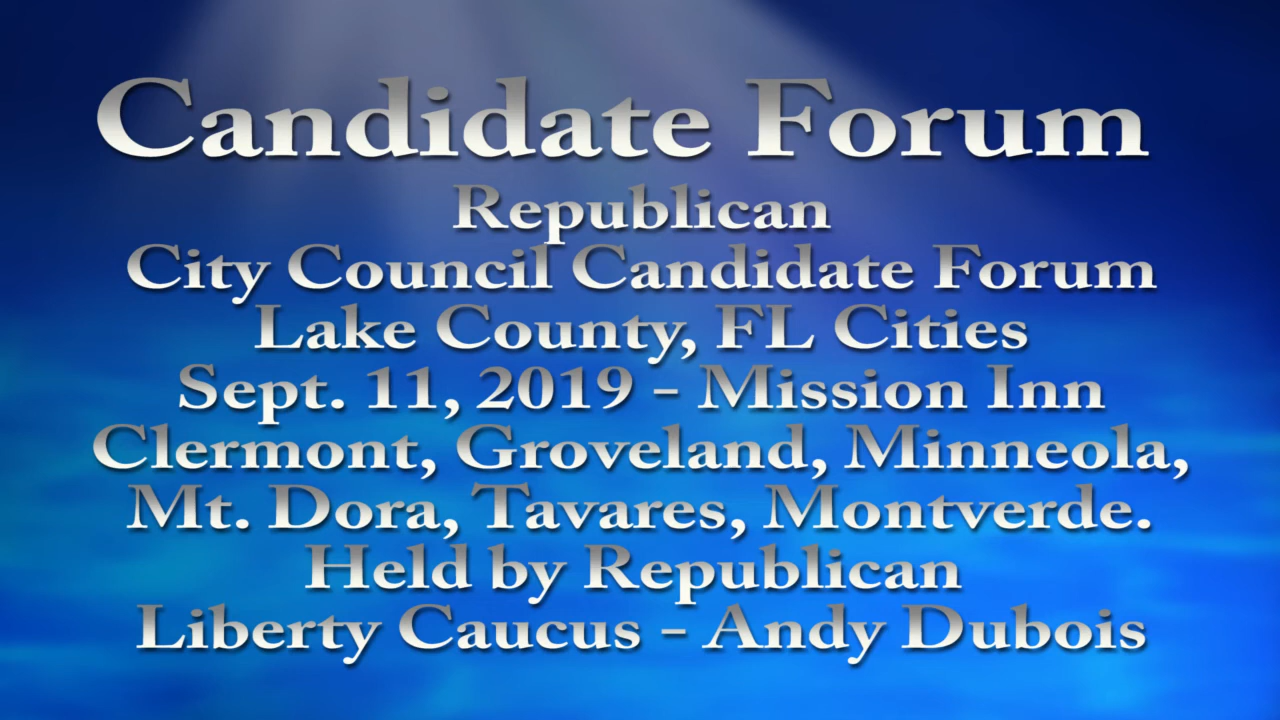 Candidate Forum
Republican
City Council Candidate Forum
Lake County, FL Cities
Sept. 11, 2019 - Mission Inn
Clermont, Groveland, Minneola,
Mt. Dora, Tavares, Montverde.
Held by Republican
Liberty Caucus - Andy Dubois